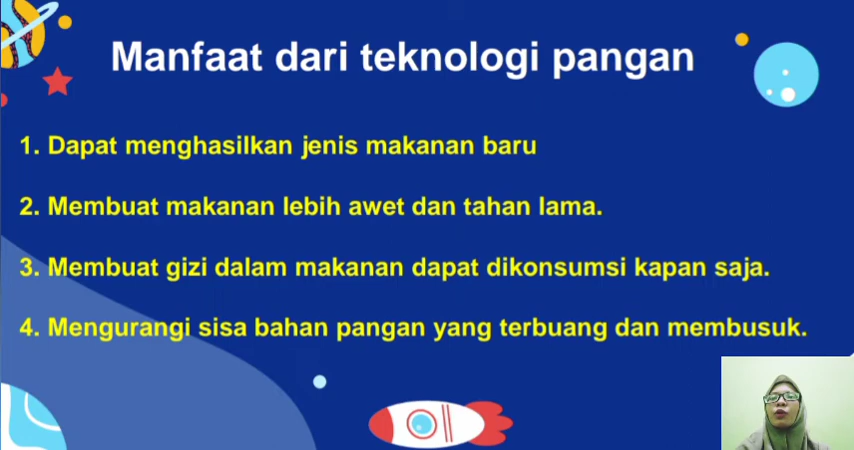 Manfaat dari teknologi pangan
1. Dapat menghasilkan jenis makanan baru
2. Membuat makanan lebih awet dan tahan lama.
3. Membuat gizi dalam makanan dapat dikonsumsi kapan saja.
4. Mengurangi sisa bahan pangan yang terbuang dan membusuk.